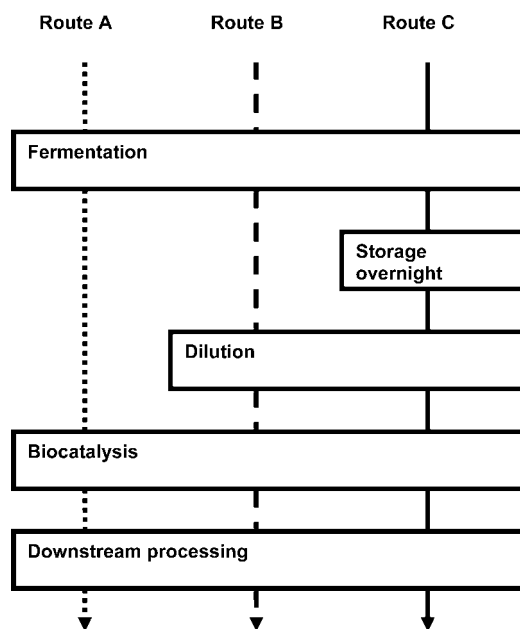 Route A Route B Route C
Fermentation
Storage
overnight
Dilution
Biocatalysis
Downstream processing